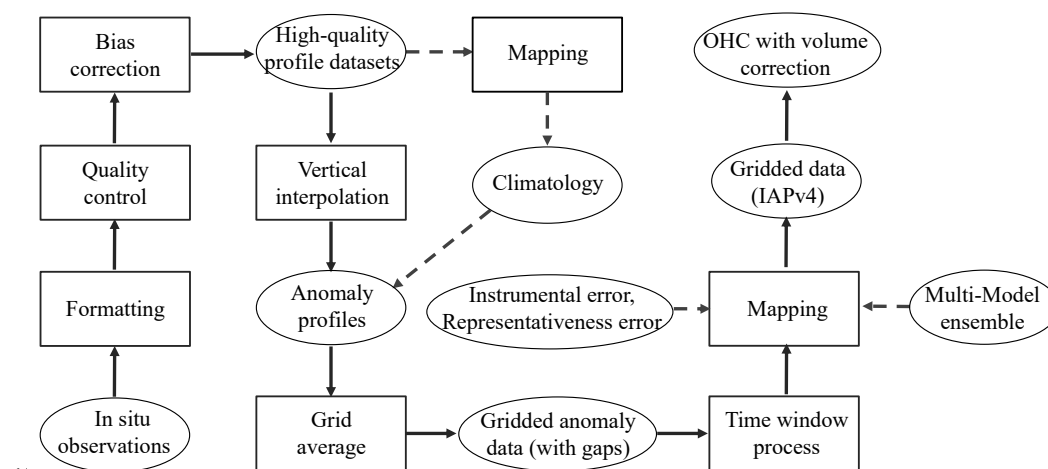 Bias
correction
High-quality
profile datasets
Mapping
OHC with volume
correction
Quality
control
Vertical
interpolation
Climatology
Gridded data
(IAPv4)
Formatting
Anomaly
profiles
Instrumental error,
Representativeness error
Mapping
Multi-Model
ensemble
In situ
observations
Grid
average
Gridded anomaly
data (with gaps)
Time window
process